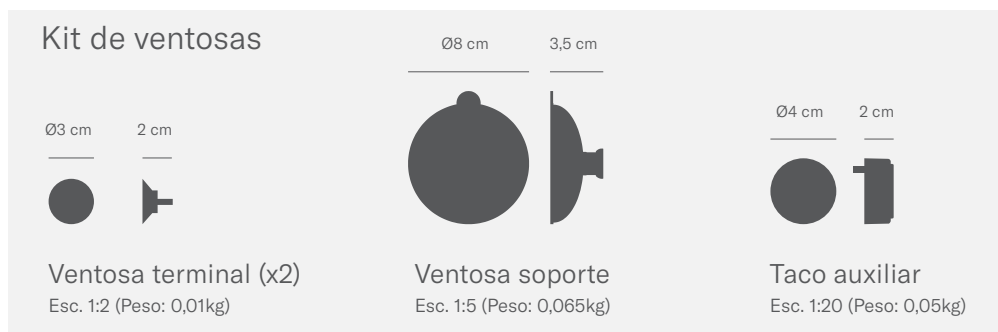 Kit de ventosas
Ø8 cm
3,5 cm
Ø3 cm
2 cm
Ø4 cm
2 cm
Ventosa terminal (x2)
Esc. 1:2 (Peso: 0,01kg)
Ventosa soporte
Esc. 1:5 (Peso: 0,065kg)
Taco auxiliar
Esc. 1:20 (Peso: 0,05kg)